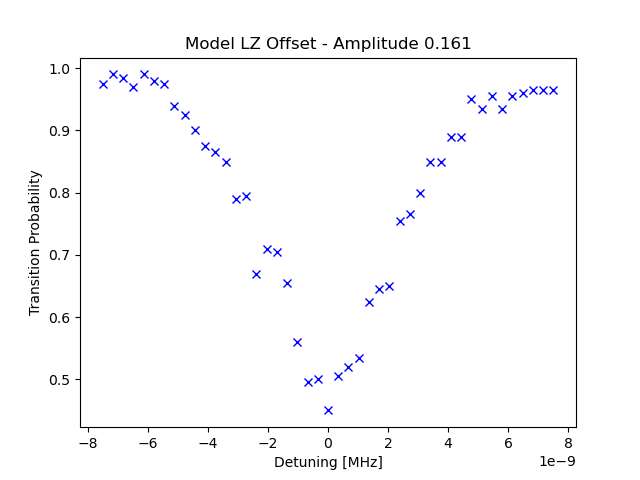 Model LZ Offset - Amplitude 0.161
Transition Probability
1.0
0.9
0.8
0.7
0.6
0.5
−8 −6 −4 −2 0 2 4 6 8
1e−9
Detuning [MHz]